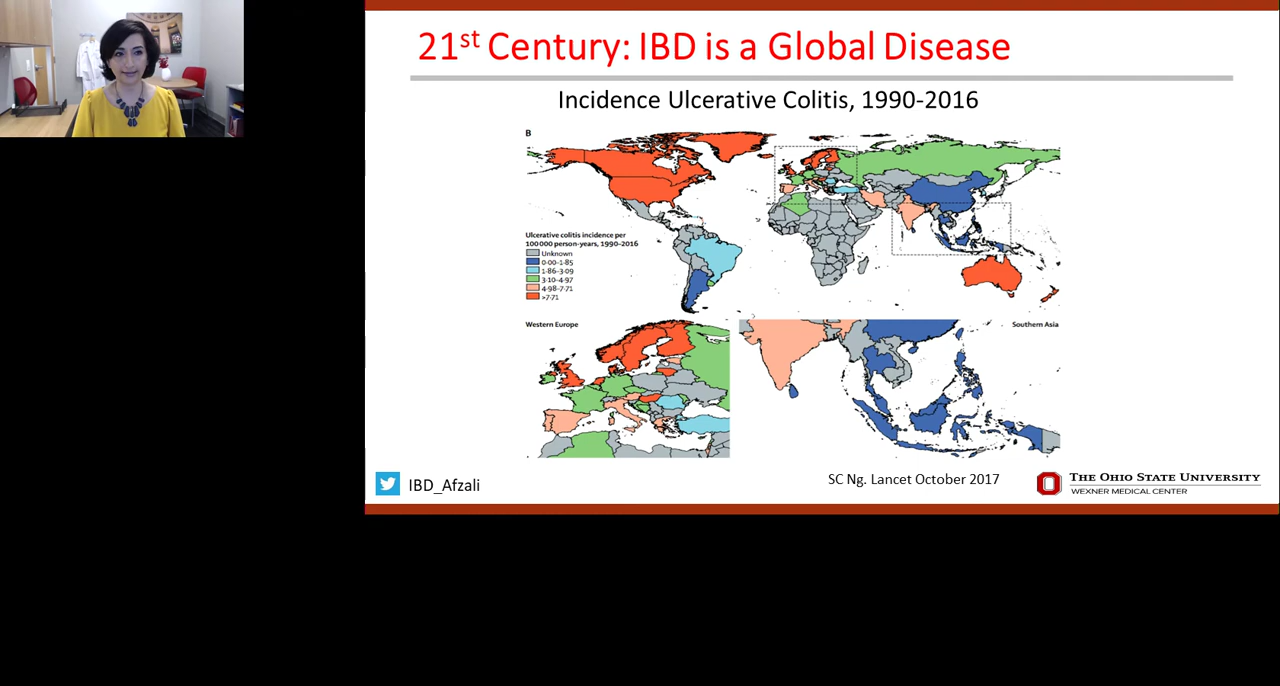 21st Century: IBD is a Global Disease
Incidence Ulcerative Colitis, 1990-2016
B
Ulcerative colitis incidence per
100 000 person-years, 1990–2016
Unknown
0·00–1·85
1·86–3·09
3·10–4·97
4·98–7·71
>7·71
Western Europe
Southern Asia
IBD_Afzali
SC Ng. Lancet October 2017
THE OHIO STATE UNIVERSITY
WEXNER MEDICAL CENTER